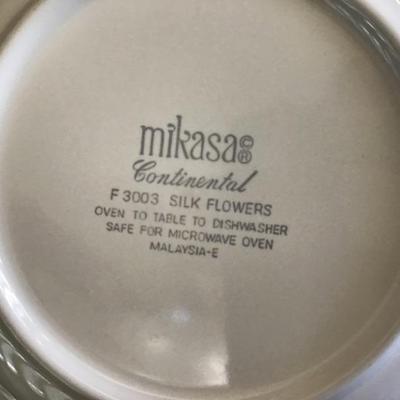 mikasa©®
Continental
F 3003 SILK FLOWERS
OVEN TO TABLE TO DISHWASHER
SAFE FOR MICROWAVE OVEN
MALAYSIA-E